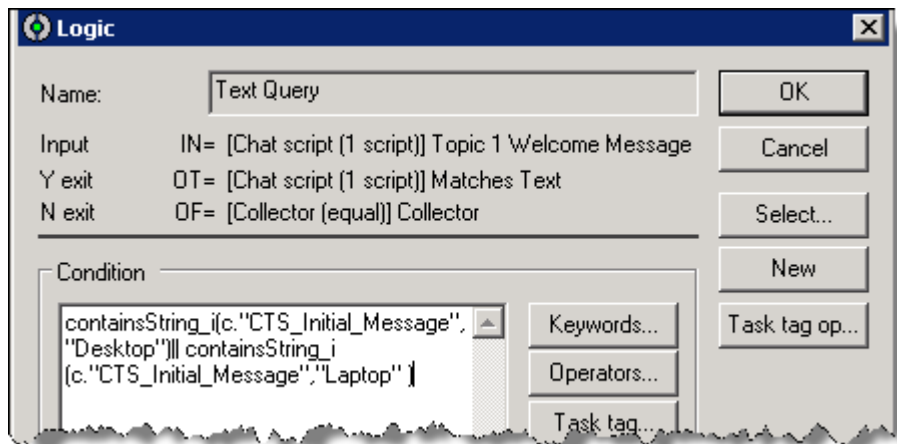 Logic
Name: Text Query
OK
Input IN= [Chat script (1 script)] Topic 1 Welcome Message
Cancel
Y exit OT= [Chat script (1 script)] Matches Text
N exit OF= [Collector (equal)] Collector
Select...
New
Condition
containsString_i(c."CTS_Initial_Message",
"Desktop")|| containsString_i
(c."CTS_Initial_Message","Laptop" )
Keywords...
Task tag op...
Operators...
Task tag...